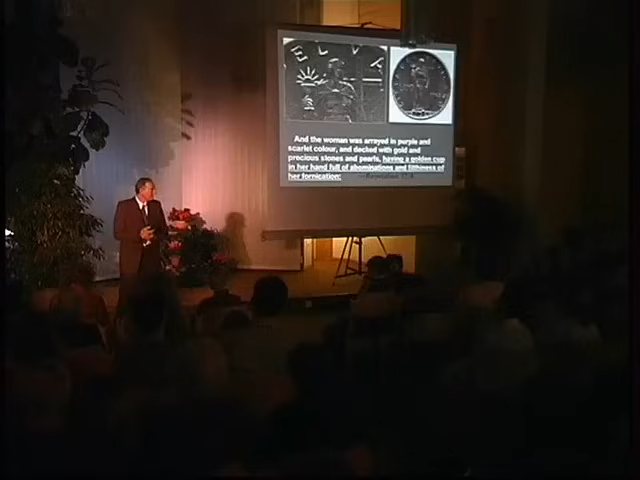 And the woman was arrayed in purple and
scarlet colour, and decked with gold and
precious stones and pearls, having a golden cup
in her hand full of abominations and filthiness of
her fornication: